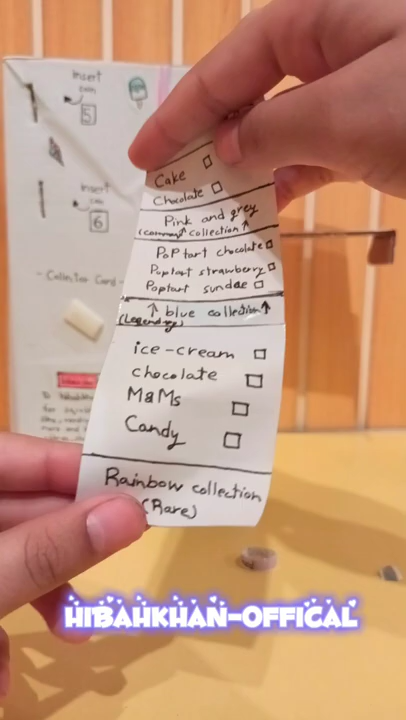 Insert
coin
5
Insert
coin
6
- Collector Card -
Cake
Chocolate
Pink and grey
(common) collection ↑
PoP tart chocolate
Poptart strawberry
Poptart sundae
↑ blue collection ↑
(Legendary)
ice-cream
chocolate
M&Ms
Candy
Rainbow collection
(Rare)
HIBAHKHAN-OFFICAL